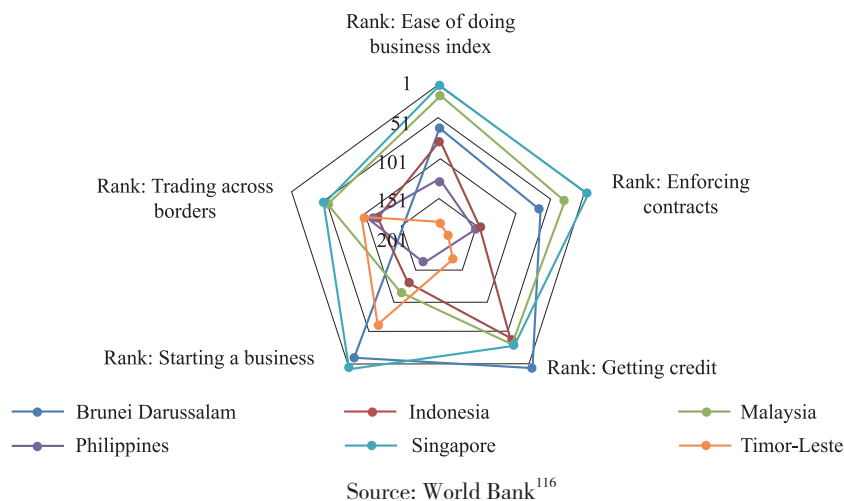 Rank: Ease of doing
business index
1
51
101
151
201
Rank: Enforcing
contracts
Rank: Trading across
borders
Rank: Starting a business
Rank: Getting credit
Brunei Darussalam
Indonesia
Malaysia
Philippines
Singapore
Timor-Leste
Source: World Bank116